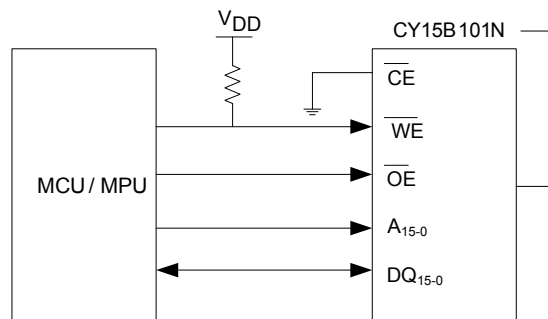 VDD
CY15B101N
CE
WE
MCU / MPU
OE
A15-0
DQ15-0